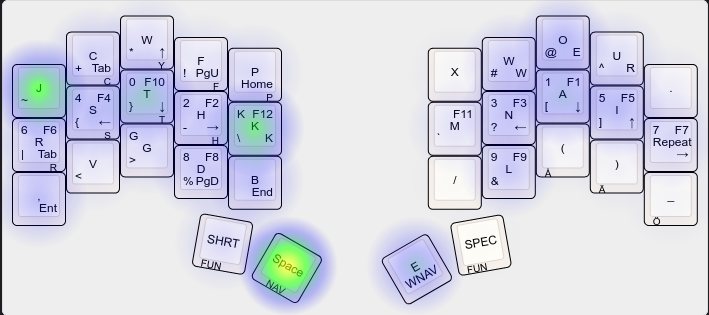 J
~
C
+ Tab
C
W
* ↑
Y
F
! PgU
F
P
Home
P
6 F6
R
| Tab
R
4 F4
S
{ ←
S
0 F10
T
} ↓
T
2 F2
H
- →
H
K F12
K
\
,
Ent
V
<
G
G
>
8 F8
D
% PgD
B
End
SHRT
FUN
Space
NAV
X
W
# W
O
@ E
U
^ R
.
F11
M
`
3 F3
N
? ←
1 F1
A
[ ↓
5 F5
I
] ↑
7 F7
Repeat
→
/
9 F9
L
&
(
Å
)
Ä
_
Ö
E
WNAV
SPEC
FUN